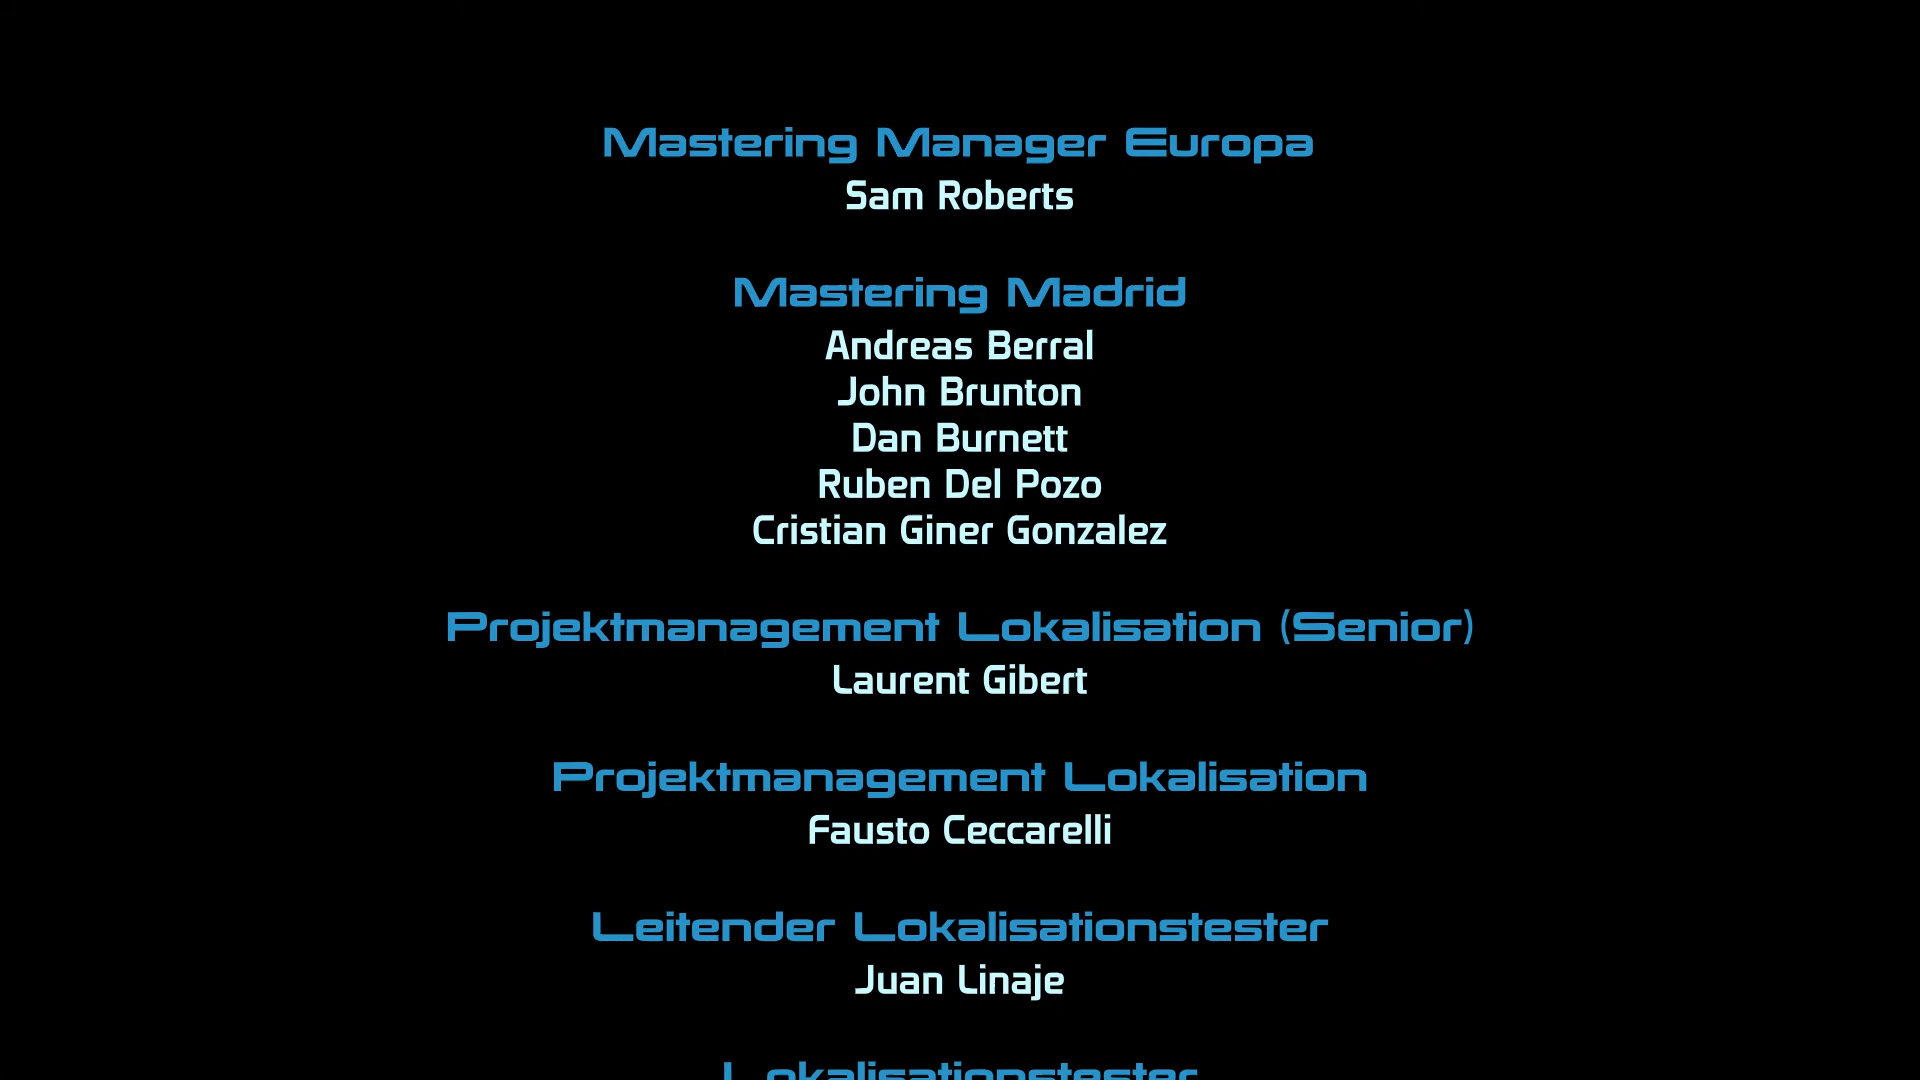 Mastering Manager Europa
Sam Roberts
Mastering Madrid
Andreas Berral
John Brunton
Dan Burnett
Ruben Del Pozo
Cristian Giner Gonzalez
Projektmanagement Lokalisation (Senior)
Laurent Gibert
Projektmanagement Lokalisation
Fausto Ceccarelli
Leitender Lokalisationstester
Juan Linaje
Lokalisationstester